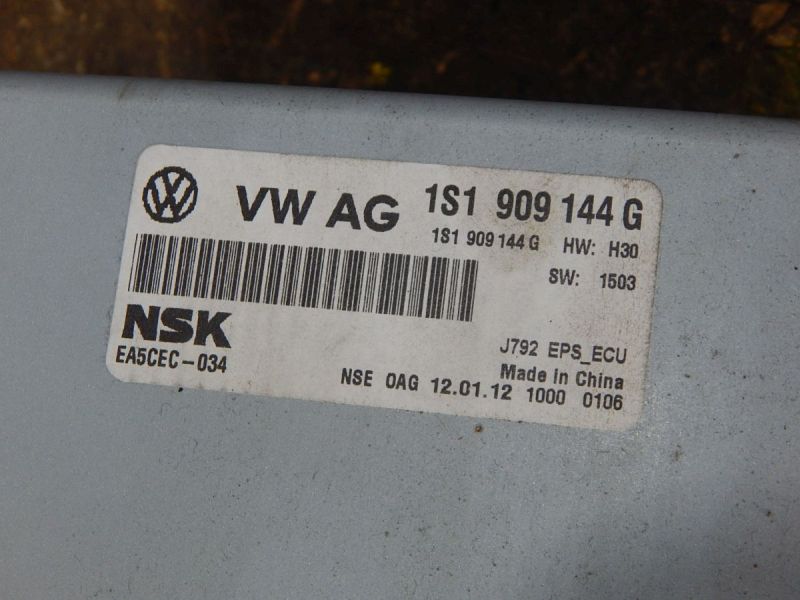 VW AG 1S1 909 144 G
1S1 909 144 G HW: H30
SW: 1503
NSK
EA5CEC-034
J792 EPS_ECU
Made in China
NSE 0AG 12.01.12 1000 0106